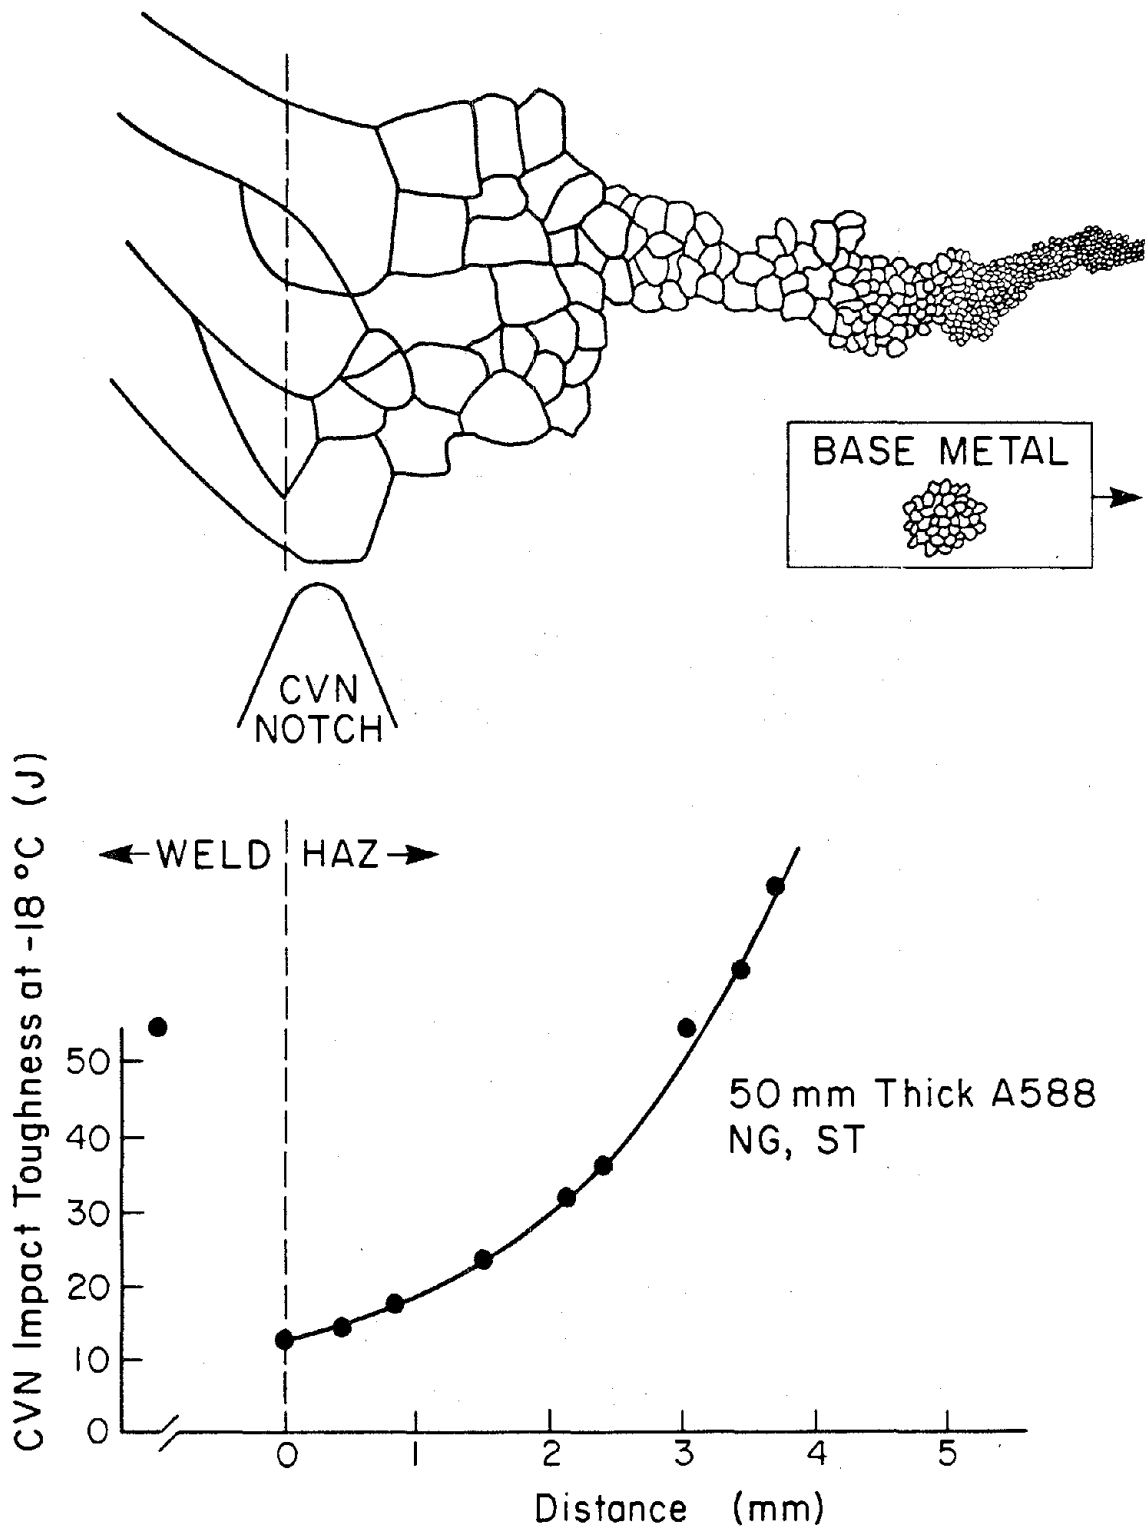 BASE METAL
CVN
NOTCH
CVN Impact Toughness at -18 °C (J)
WELD HAZ
50
40
30
20
10
0
50 mm Thick A588
NG, ST
0 1 2 3 4 5
Distance (mm)